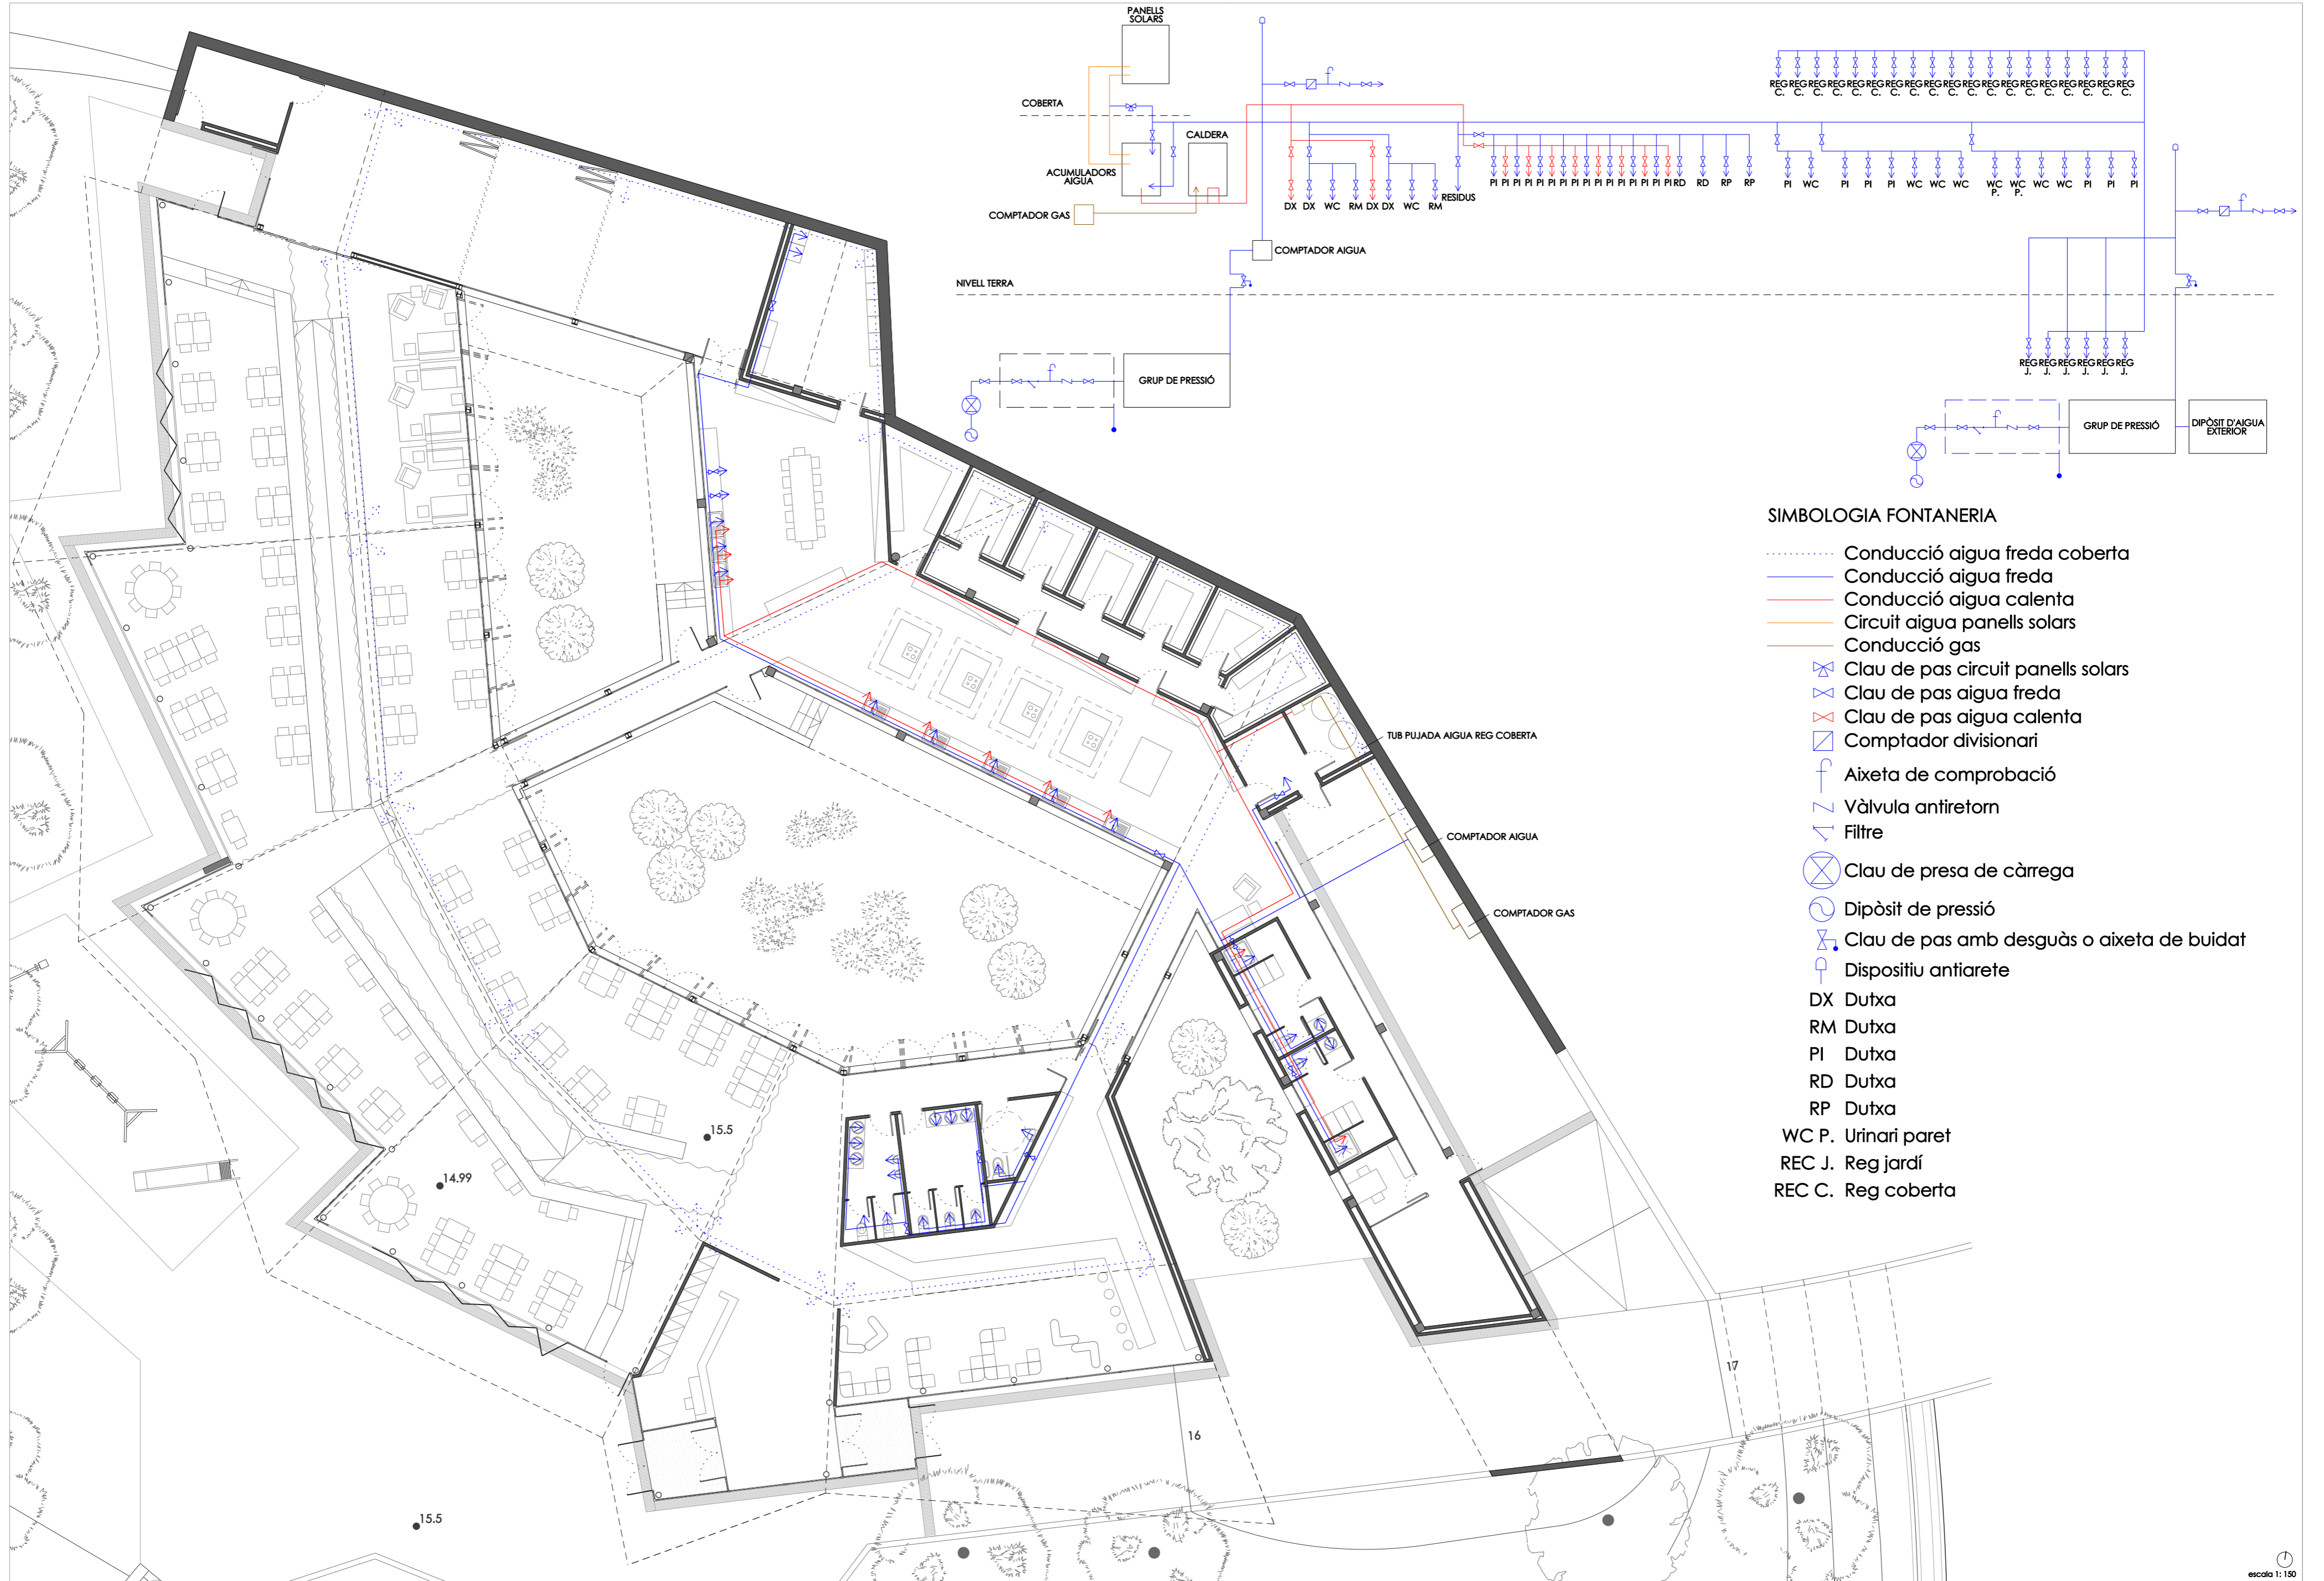 PANELLS
SOLARS
COBERTA
CALDERA
ACUMULADORS
AIGUA
COMPTADOR GAS
DX DX WC RM DX DX WC RM
RESIDUS
PI PI PI PI PI PI PI PI PI PI PI PI PI PI PI PI RD RD RP RP
REG REG REG REG REG REG REG REG REG REG REG REG REG REG REG REG REG REG REG
C. C. C. C. C. C. C. C. C. C. C. C. C. C. C. C. C. C. C.
PI WC PI PI PI WC WC WC WC WC WC WC PI PI PI
P. P.
COMPTADOR AIGUA
NIVELL TERRA
GRUP DE PRESSIÓ
REG REG REG REG REG REG
J. J. J. J. J. J.
GRUP DE PRESSIÓ
DIPÒSIT D'AIGUA
EXTERIOR
SIMBOLOGIA FONTANERIA
Conducció aigua freda coberta
Conducció aigua freda
Conducció aigua calenta
Circuit aigua panells solars
Conducció gas
Clau de pas circuit panells solars
Clau de pas aigua freda
Clau de pas aigua calenta
Comptador divisionari
Aixeta de comprobació
Vàlvula antiretorn
Filtre
Clau de presa de càrrega
Dipòsit de pressió
Clau de pas amb desguàs o aixeta de buidat
Dispositiu antiarete
DX Dutxa
RM Dutxa
PI Dutxa
RD Dutxa
RP Dutxa
WC P. Urinari paret
REC J. Reg jardí
REC C. Reg coberta
TUB PUJADA AIGUA REG COBERTA
COMPTADOR AIGUA
COMPTADOR GAS
15.5
14.99
17
16
15.5
escala 1: 150